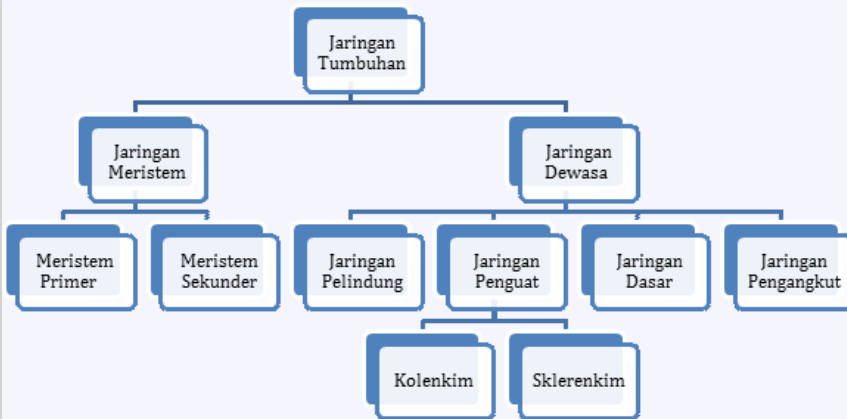 Jaringan
Tumbuhan
Jaringan
Meristem
Jaringan
Dewasa
Meristem
Primer
Meristem
Sekunder
Jaringan
Pelindung
Jaringan
Penguat
Jaringan
Dasar
Jaringan
Pengangkut
Kolenkim
Sklerenkim